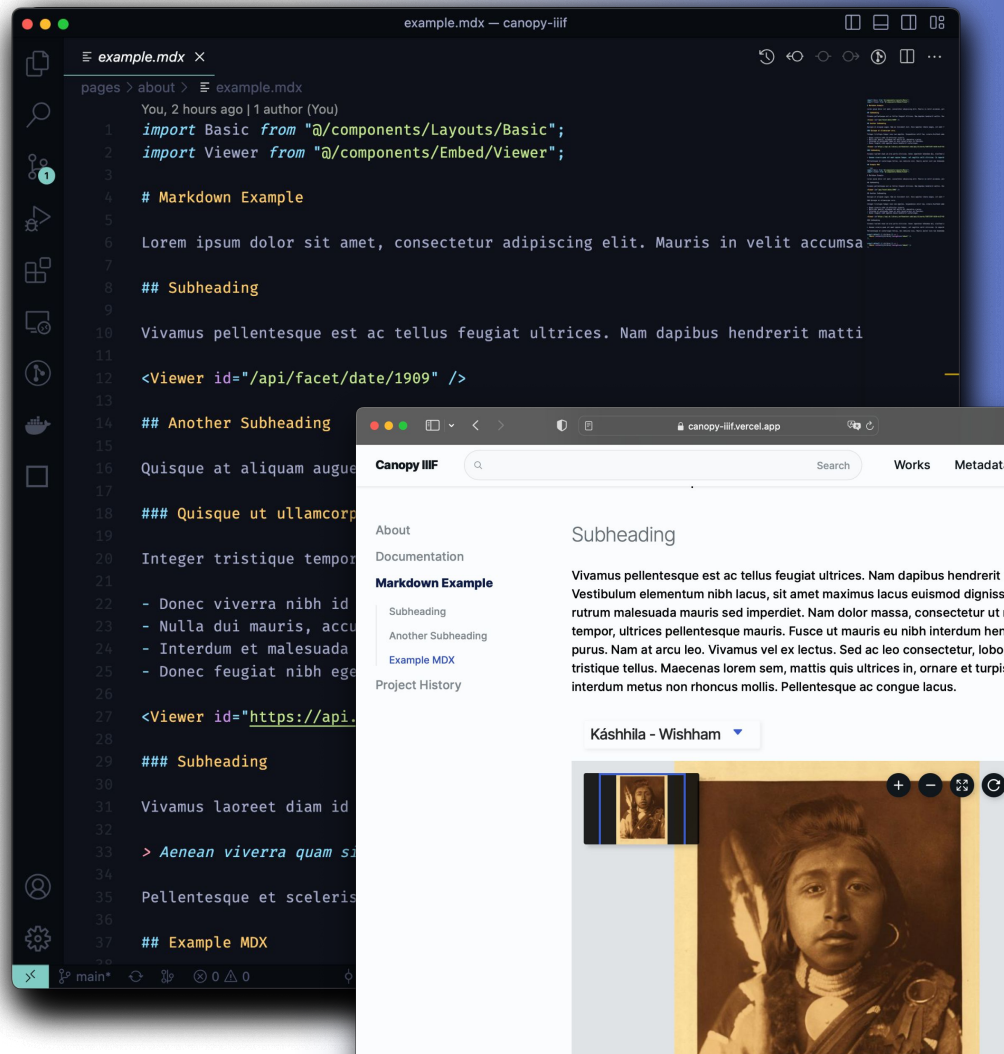 example.mdx — canopy-iiif
example.mdx
pages > about > example.mdx
You, 2 hours ago | 1 author (You)
1 import Basic from "@/components/Layouts/Basic";
2 import Viewer from "@/components/Embed/Viewer";
3
4 # Markdown Example
5
6 Lorem ipsum dolor sit amet, consectetur adipiscing elit. Mauris in velit accumsa
7
8 ## Subheading
9
10 Vivamus pellentesque est ac tellus feugiat ultrices. Nam dapibus hendrerit matti
11
12 <Viewer id="/api/facet/date/1909" />
13
14 ## Another Subheading
15
16 Quisque at aliquam augue
17
18 ### Quisque ut ullamcorp
19
20 Integer tristique tempor
21
22 - Donec viverra nibh id
23 - Nulla dui mauris, accu
24 - Interdum et malesuada
25 - Donec feugiat nibh ege
26
27 <Viewer id="https://api.
28
29 ### Subheading
30
31 Vivamus laoreet diam id
32
33 > Aenean viverra quam si
34
35 Pellentesque et sceleris
36
37 ## Example MDX
38
1
main* 0 0
canopy-iiif.vercel.app
Canopy IIIF
Search
Works
Metadat
About
Documentation
Markdown Example
Subheading
Another Subheading
Example MDX
Project History
Subheading
Vivamus pellentesque est ac tellus feugiat ultrices. Nam dapibus hendrerit
Vestibulum elementum nibh lacus, sit amet maximus lacus euismod digniss
rutrum malesuada mauris sed imperdiet. Nam dolor massa, consectetur ut
tempor, ultrices pellentesque mauris. Fusce ut mauris eu nibh interdum hen
purus. Nam at arcu leo. Vivamus vel ex lectus. Sed ac leo consectetur, lobo
tristique tellus. Maecenas lorem sem, mattis quis ultrices in, ornare et turpis
interdum metus non rhoncus mollis. Pellentesque ac congue lacus.
Káshhila - Wishham